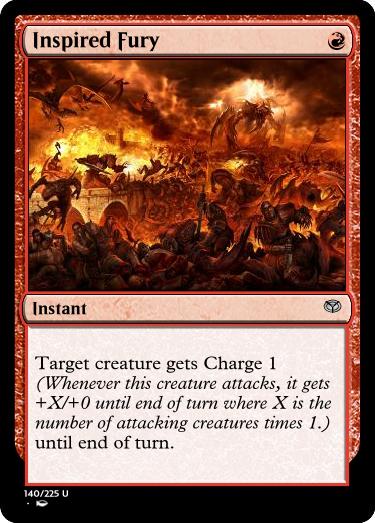 Inspired Fury
Instant
Target creature gets Charge 1
(Whenever this creature attacks, it gets
+X/+0 until end of turn where X is the
number of attacking creatures times 1.)
until end of turn.
140/225 U